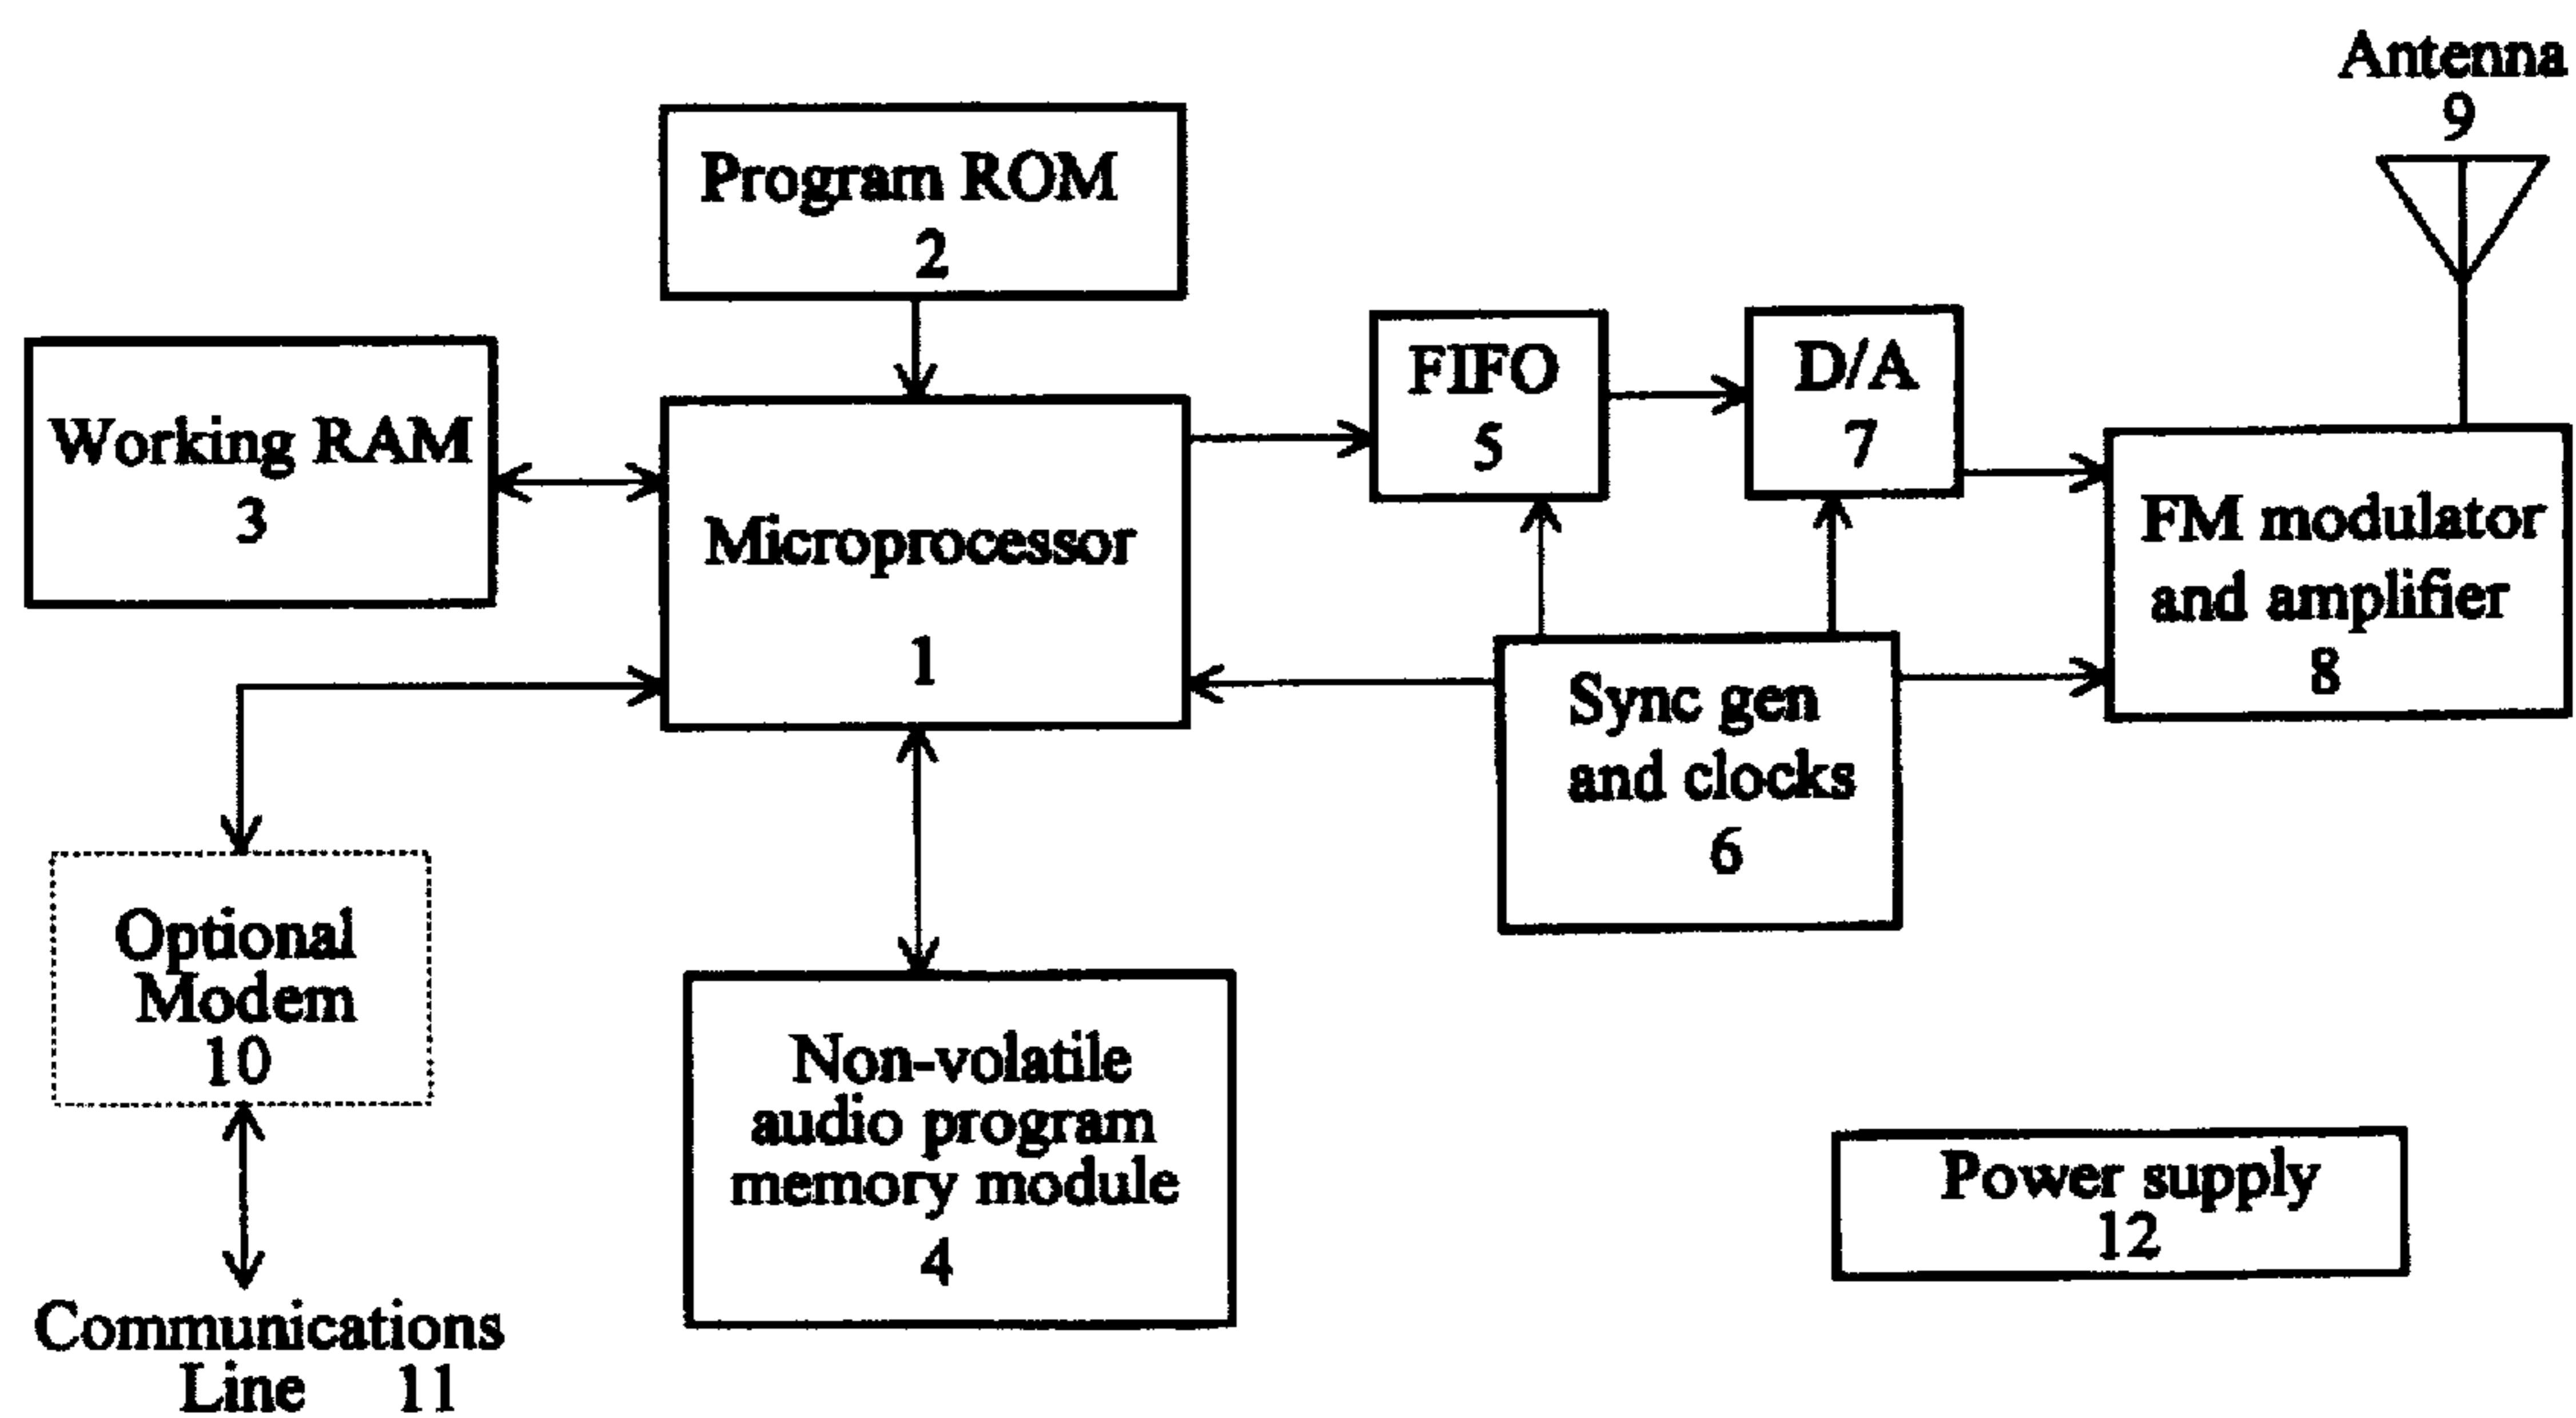 Antenna
9
Program ROM
2
Working RAM
3
Microprocessor
1
FIFO
5
D/A
7
FM modulator
and amplifier
8
Sync gen
and clocks
6
Optional
Modem
10
Non-volatile
audio program
memory module
4
Power supply
12
Communications
Line 11